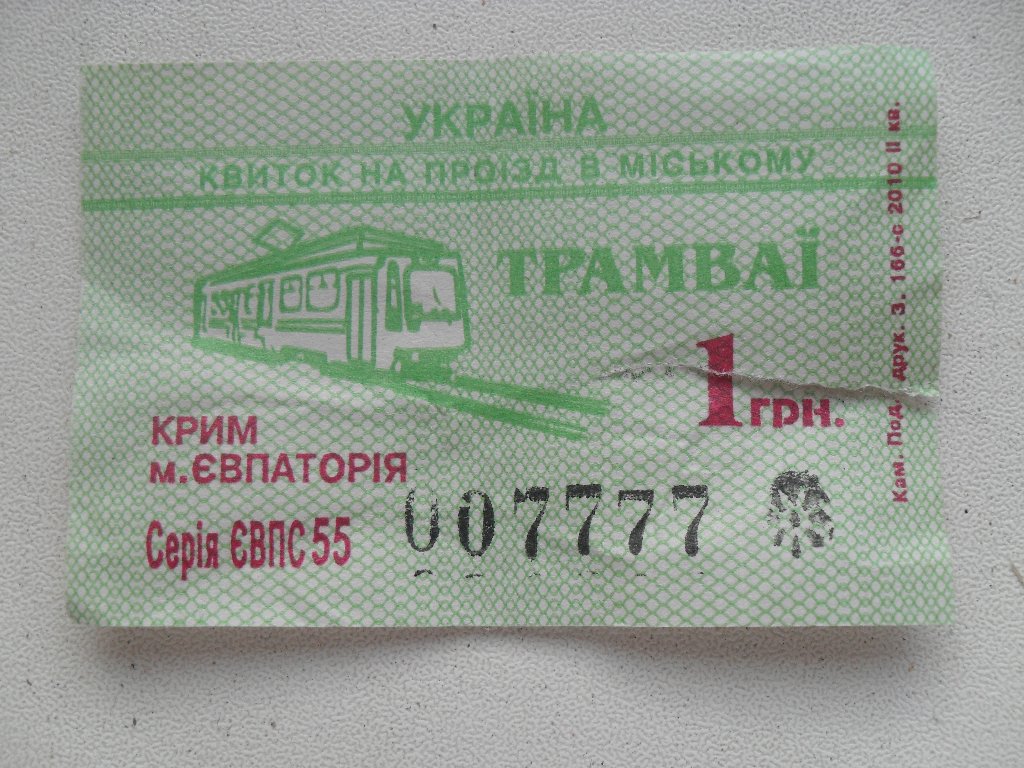 УКРАЇНА
КВИТОК НА ПРОЇЗД В МІСЬКОМУ
ТРАМВАЇ
1 грн.
КРИМ
м.ЄВПАТОРІЯ
Серія ЄВПС 55
007777
Кам. Под. друк. З. 166-с 2010 ІІ кв.